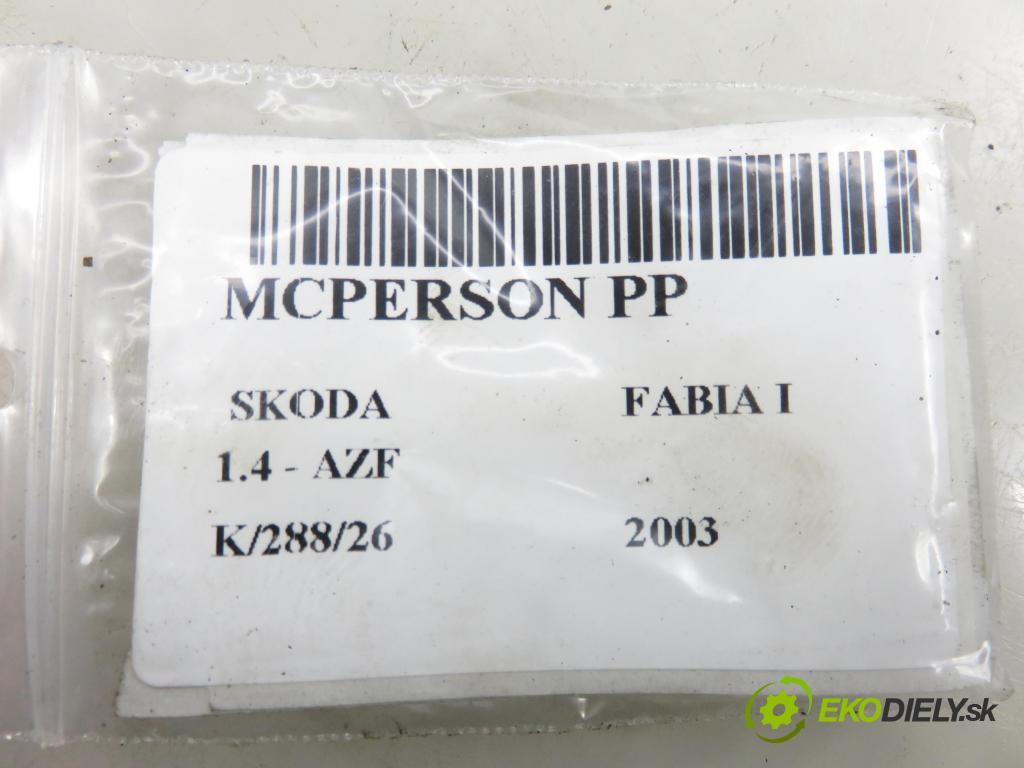 MCPERSON PP
SKODA FABIA I
1.4 - AZF
K/288/26 2003
EKODIELY.sk